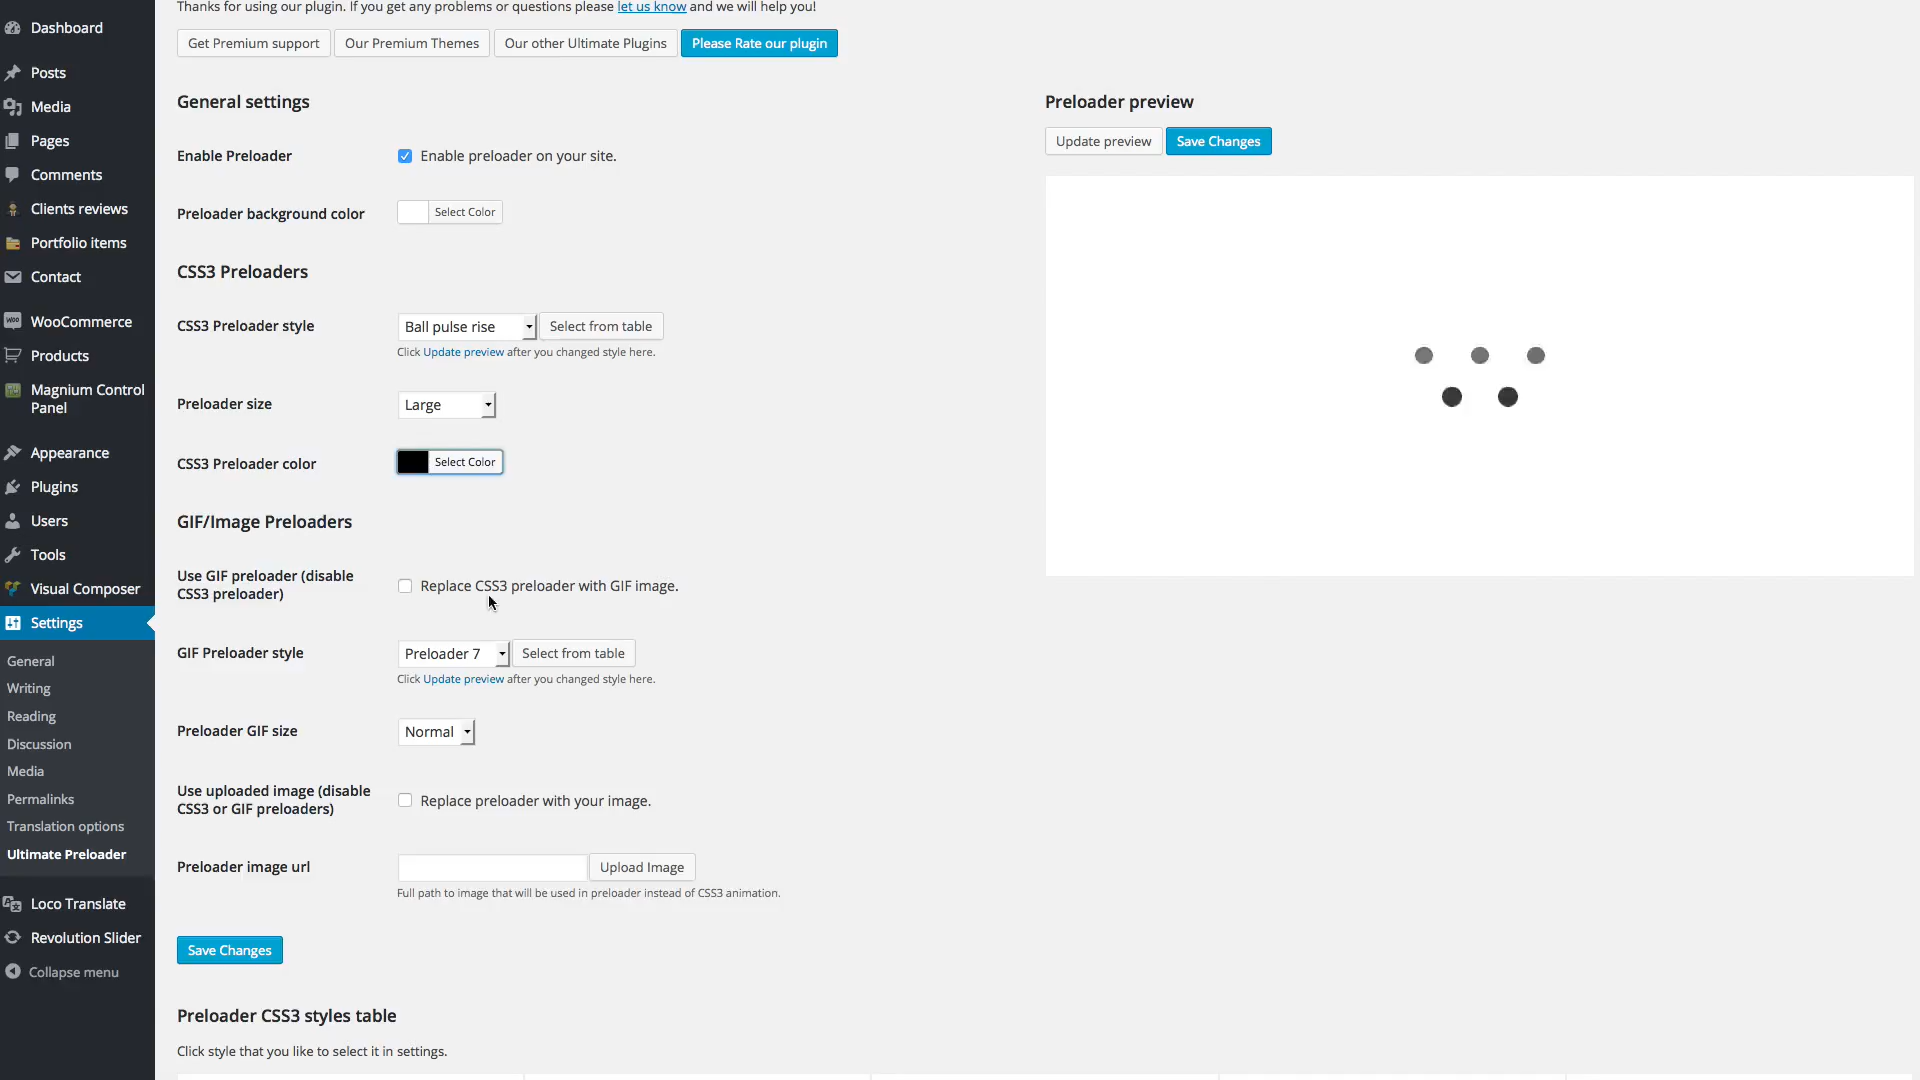 Dashboard
Posts
Media
Pages
Comments
Clients reviews
Portfolio items
Contact
WooCommerce
Products
Magnium Control
Panel
Appearance
Plugins
Users
Tools
Visual Composer
Settings
General
Writing
Reading
Discussion
Media
Permalinks
Translation options
Ultimate Preloader
Loco Translate
Revolution Slider
Collapse menu
Thanks for using our plugin. If you get any problems or questions please let us know and we will help you!
Get Premium support Our Premium Themes Our other Ultimate Plugins Please Rate our plugin
General settings
Enable Preloader Enable preloader on your site.
Preloader background color Select Color
CSS3 Preloaders
CSS3 Preloader style Ball pulse rise Select from table
Click Update preview after you changed style here.
Preloader size Large
CSS3 Preloader color Select Color
GIF/Image Preloaders
Use GIF preloader (disable
CSS3 preloader)
Replace CSS3 preloader with GIF image.
GIF Preloader style Preloader 7 Select from table
Click Update preview after you changed style here.
Preloader GIF size Normal
Use uploaded image (disable
CSS3 or GIF preloaders)
Replace preloader with your image.
Preloader image url Upload Image
Full path to image that will be used in preloader instead of CSS3 animation.
Save Changes
Preloader CSS3 styles table
Click style that you like to select it in settings.
Preloader preview
Update preview Save Changes